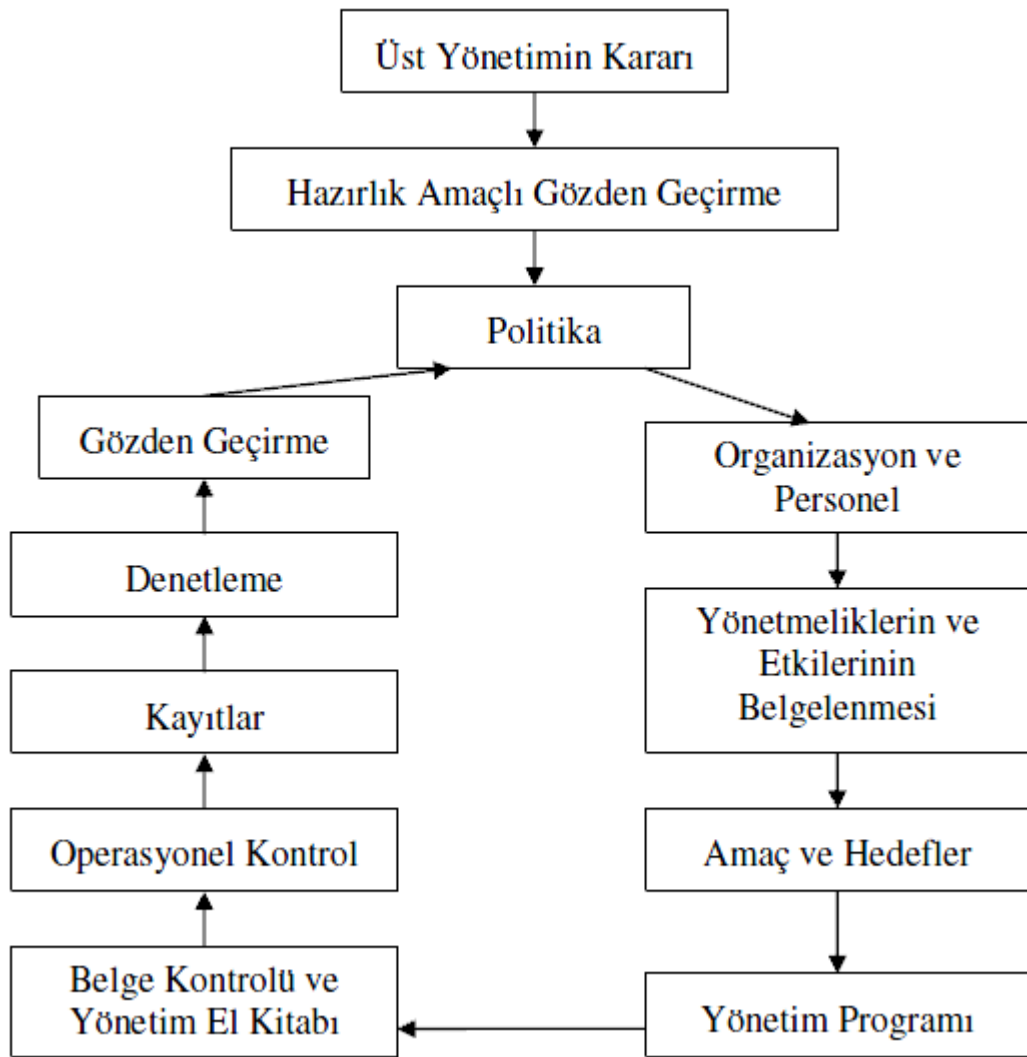 Üst Yönetimin Kararı
Hazırlık Amaçlı Gözden Geçirme
Politika
Gözden Geçirme
Organizasyon ve
Personel
Denetleme
Yönetmeliklerin ve
Etkilerinin
Belgelenmesi
Kayıtlar
Operasyonel Kontrol
Amaç ve Hedefler
Belge Kontrolü ve
Yönetim El Kitabı
Yönetim Programı